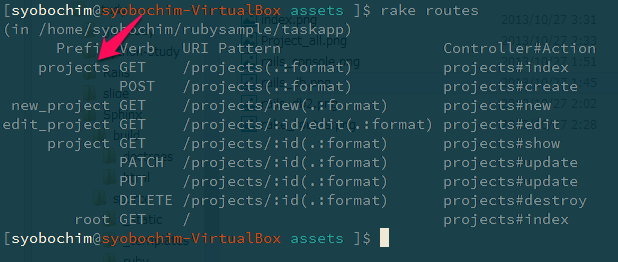 [syobochim@syobochim-VirtualBox assets ]$ rake routes
(in /home/syobochim/rubysample/taskapp)
Prefix Verb URI Pattern Controller#Action
projects GET /projects(.:format) projects#index
POST /projects(.:format) projects#create
new_project GET /projects/new(.:format) projects#new
edit_project GET /projects/:id/edit(.:format) projects#edit
project GET /projects/:id(.:format) projects#show
PATCH /projects/:id(.:format) projects#update
PUT /projects/:id(.:format) projects#update
DELETE /projects/:id(.:format) projects#destroy
root GET / projects#index
[syobochim@syobochim-VirtualBox assets ]$